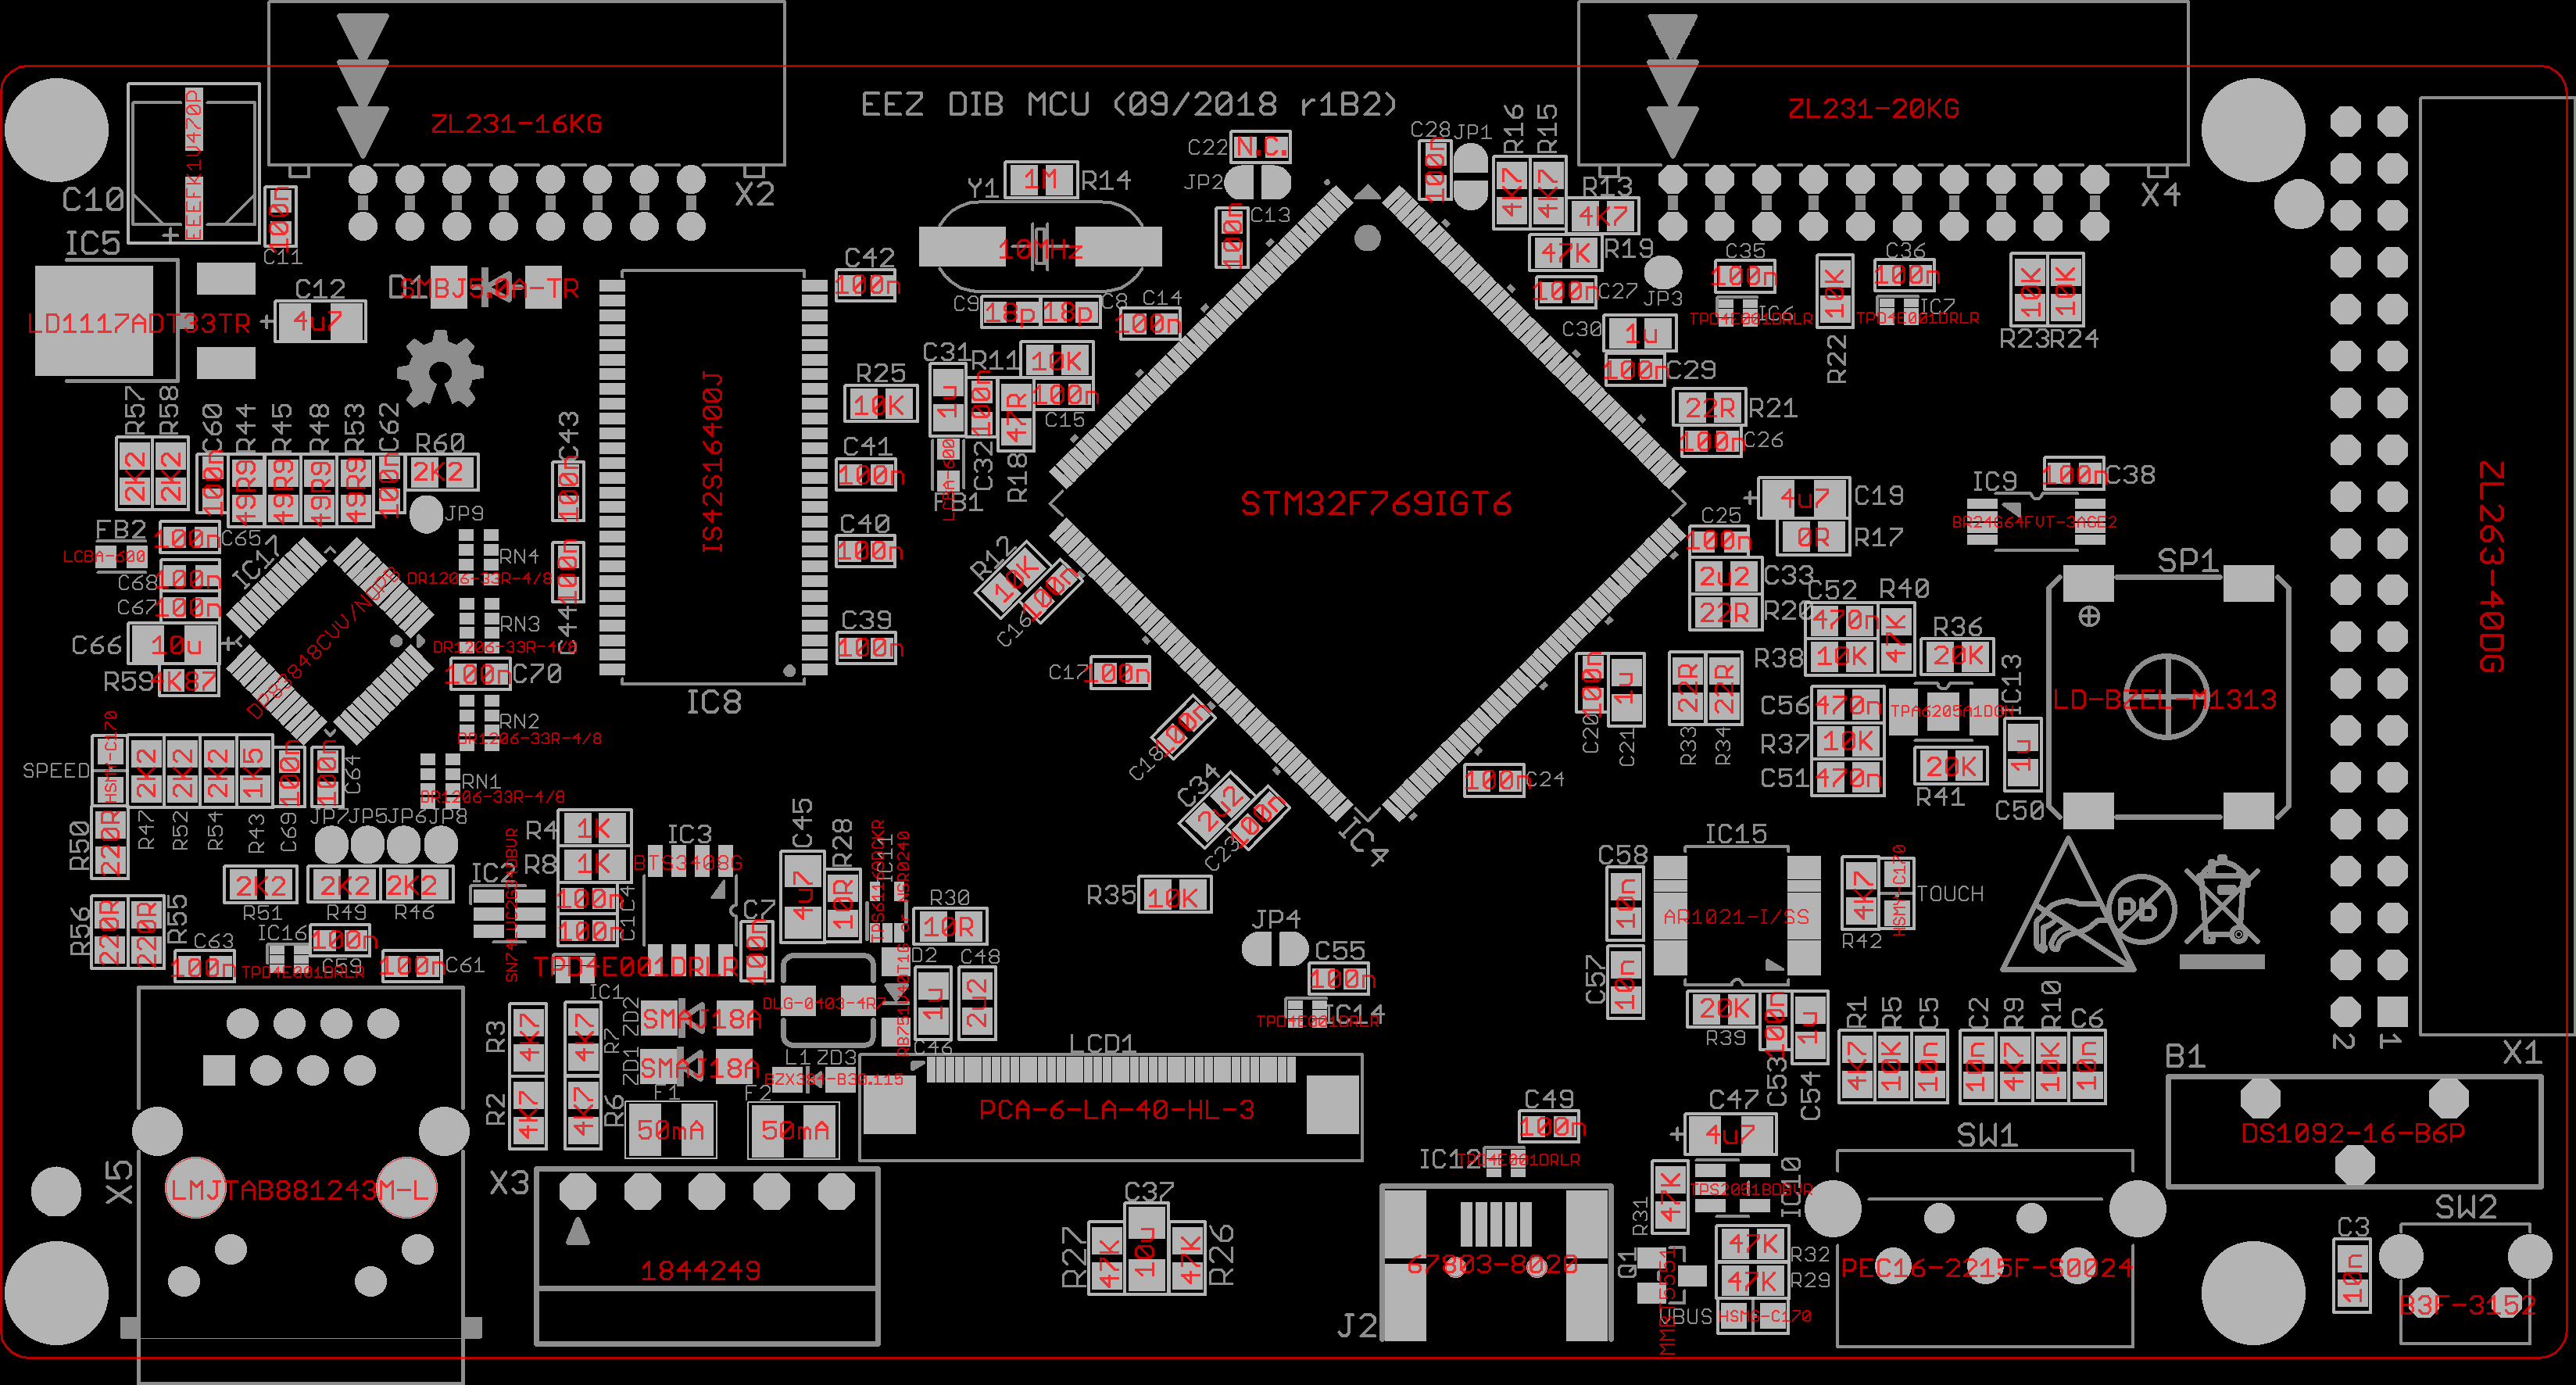 EEZ DIB MCU (09/2018 r1B2)
ZL231-16KG
X2
ZL231-20KG
X4
C10
EEEFK1V470P
100n
C11
IC5
LD1117ADT33TR
C12
4u7
D1
SMBJ5.0A-TR
C22
N.C.
JP2
C13
100n
Y1
1M
R14
10MHz
C9
18p
18p
C8
C14
100n
C28
100n
JP1
R16
4K7
R15
4K7
R13
4K7
R19
47K
100n
C27
JP3
C30
1u
100n
C29
C35
100n
IC6
TPD4E001DRLR
C36
100n
IC7
TPD4E001DRLR
10K
R22
10K
10K
R23
R24
22R
R21
100n
C26
C42
100n
R25
10K
C31
1u
R11
10K
100n
C32
47R
R18
100n
C15
FB1
LCBA-600
C41
100n
C40
100n
C39
100n
C43
100n
100n
C44
IS42S16400J
IC8
STM32F769IGT6
IC4
R57
2K2
R58
2K2
C60
100n
R44
49R9
R45
49R9
R48
49R9
R53
49R9
C62
100n
R60
2K2
JP9
FB2
LCBA-600
100n
C65
C68
100n
C67
100n
C66
10u
R59
4K87
IC17
DP83848CVV/NOPB
RN4
DR1206-33R-4/8
RN3
DR1206-33R-4/8
100n
C70
RN2
DR1206-33R-4/8
RN1
DR1206-33R-4/8
SPEED
HSMY-C170
2K2
R47
2K2
R52
2K2
R54
1K5
R43
100n
C69
100n
C64
JP7
JP5
JP6
JP8
R50
220R
2K2
R51
2K2
R49
2K2
R46
R56
220R
220R
R55
C63
100n
IC16
TPD4E001DRLR
100n
C59
100n
C61
R12
10K
C16
100n
C17
100n
C18
100n
C34
2u2
C23
100n
100n
C24
C19
4u7
C25
100n
0R
R17
2u2
C33
22R
R20
100n
C20
1u
C21
22R
R33
22R
R34
C52
470n
R40
47K
R38
10K
R36
20K
C56
470n
TPA6205A1DGN
IC13
R37
10K
C51
470n
20K
R41
1u
C50
IC9
BR24G64FVT-3AGE2
100n
C38
SP1
LD-BZEL-M1313
ZL263-40DG
2
1
X1
R4
1K
R8
1K
100n
C4
100n
C1
IC2
IC3
BTS3408G
C7
100n
TPD4E001DRLR
IC1
C45
4u7
R28
10R
IC11
R30
10R
D2
1u
C46
C48
2u2
DLG-0403-4R7
L1
ZD2
SMAJ18A
ZD1
SMAJ18A
ZD3
BZX384-B30.115
R3
4K7
4K7
R7
R2
4K7
4K7
R6
F1
50mA
F2
50mA
R35
10K
JP4
C55
100n
IC14
TPD4E001DRLR
LCD1
PCA-6-LA-40-HL-3
C58
10n
C57
10n
IC15
AR1021-I/SS
4K7
R42
HSMY-C170
TOUCH
Pb
20K
R39
100n
C53
1u
C54
R1
4K7
R5
10K
C5
10n
C2
10n
R9
4K7
R10
10K
C6
10n
B1
DS1092-16-B6P
C49
100n
IC12
TPD4E001DRLR
C47
4u7
R31
47K
TPS2051BDBVR
IC10
47K
R32
47K
R29
Q1
MMBT5551
VBUS
HSMG-C170
SW1
PEC16-2215F-S0024
SW2
B3F-3152
C3
10n
X5
LMJTAB881243M-L
X3
1844249
R27
47K
C37
10u
47K
R26
J2
67803-8020